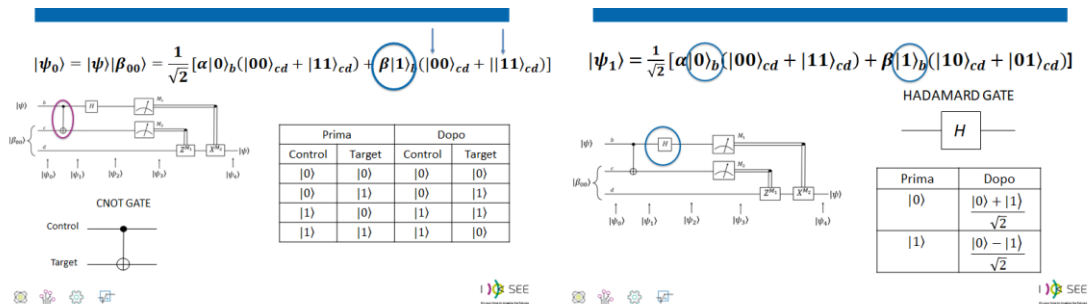 |ψ₀⟩ = |ψ⟩|β₀₀⟩ = 1/√2 [α|0⟩_b(|00⟩_cd + |11⟩_cd) + β|1⟩_b(|00⟩_cd + ||11⟩_cd)]
|ψ⟩ b H M₁
|β₀₀⟩ c M₂
d Z^M₁ X^M₂ |ψ⟩
|ψ₀⟩ |ψ₁⟩ |ψ₂⟩ |ψ₃⟩ |ψ₄⟩
CNOT GATE
Control
Target
Prima Dopo
Control Target Control Target
|0⟩ |0⟩ |0⟩ |0⟩
|0⟩ |1⟩ |0⟩ |1⟩
|1⟩ |0⟩ |1⟩ |1⟩
|1⟩ |1⟩ |1⟩ |0⟩
I SEE
|ψ₁⟩ = 1/√2 [α|0⟩_b(|00⟩_cd + |11⟩_cd) + β|1⟩_b(|10⟩_cd + |01⟩_cd)]
HADAMARD GATE
H
|ψ⟩ b H M₁
|β₀₀⟩ c M₂
d Z^M₁ X^M₂ |ψ⟩
|ψ₀⟩ |ψ₁⟩ |ψ₂⟩ |ψ₃⟩ |ψ₄⟩
Prima Dopo
|0⟩ |0⟩ + |1⟩ / √2
|1⟩ |0⟩ − |1⟩ / √2
I SEE